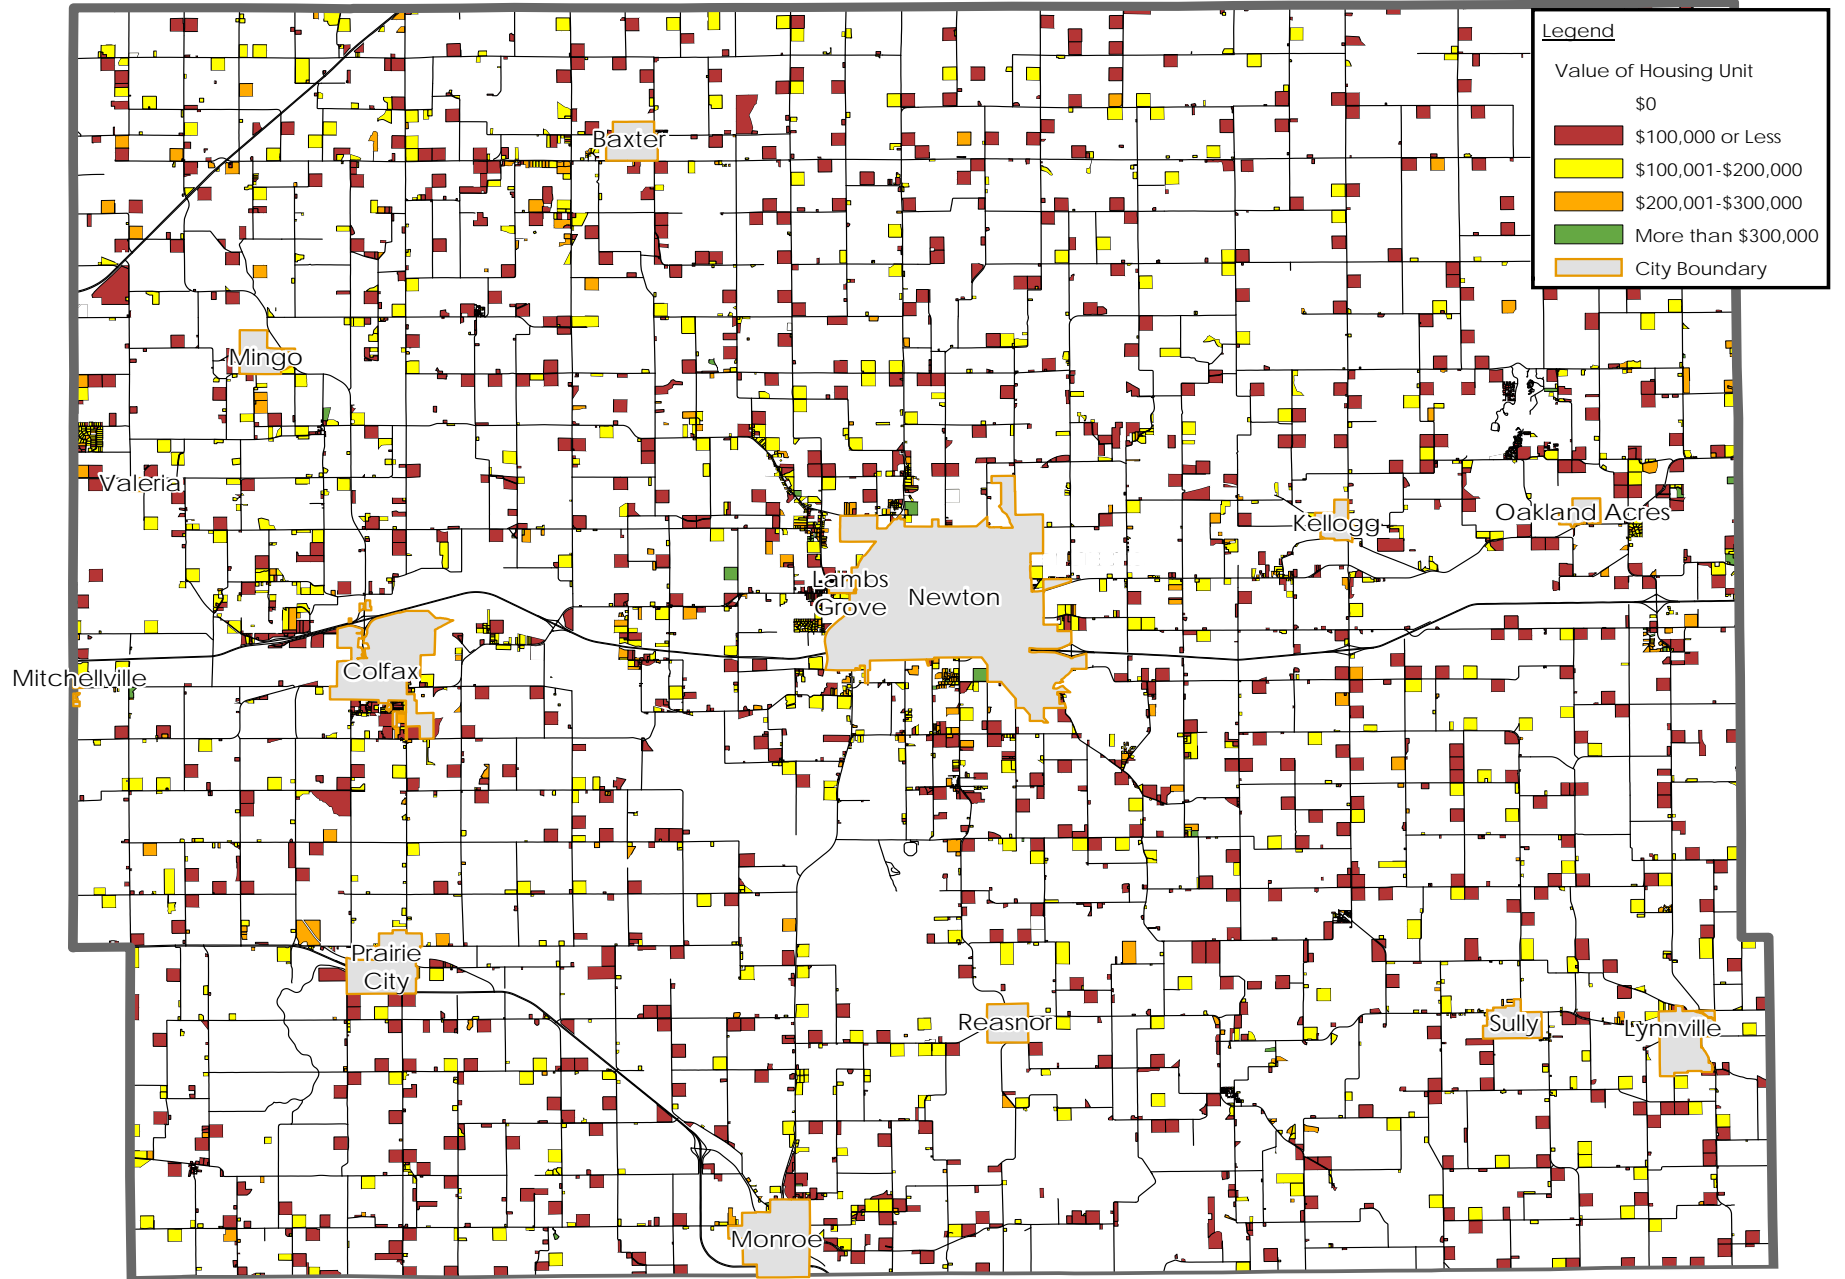 Legend
Value of Housing Unit
$0
$100,000 or Less
$100,001-$200,000
$200,001-$300,000
More than $300,000
City Boundary
Baxter
Mingo
Valeria
Oakland Acres
Kellogg
Lambs
Grove
Newton
Colfax
Mitchellville
Prairie
City
Reasnor
Sully
Lynnville
Monroe